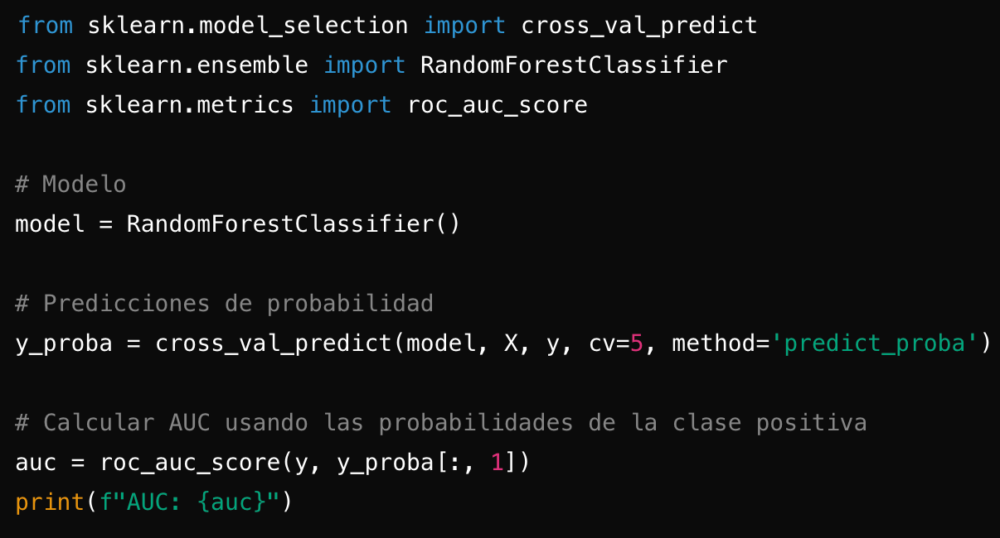 from sklearn.model_selection import cross_val_predict
from sklearn.ensemble import RandomForestClassifier
from sklearn.metrics import roc_auc_score
# Modelo
model = RandomForestClassifier()
# Predicciones de probabilidad
y_proba = cross_val_predict(model, X, y, cv=5, method='predict_proba')
# Calcular AUC usando las probabilidades de la clase positiva
auc = roc_auc_score(y, y_proba[:, 1])
print(f"AUC: {auc}")